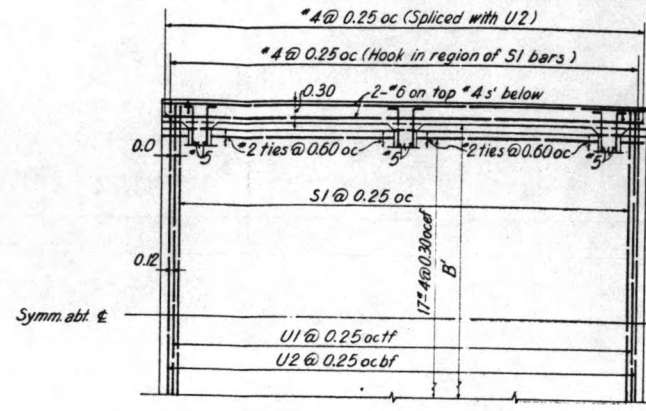 #4@ 0.25 oc (Spliced with U2)
#4@ 0.25 oc (Hook in region of S1 bars)
0.30
2-#6 on top #4s' below
0.0
#5
#2 ties @ 0.60 oc
#5
#2 ties @ 0.60 oc
#5
S1 @ 0.25 oc
0.12
17#4@0.30 ocef
B'
Symm. abt. ℄
U1 @ 0.25 octf
U2 @ 0.25 ocbf